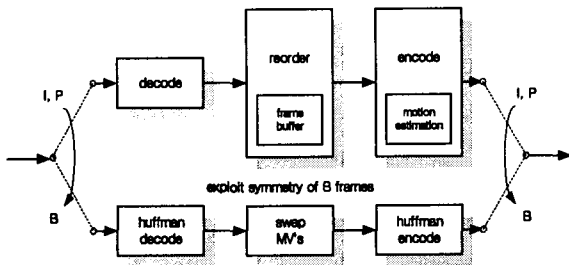 reorder
encode
decode
I, P
frame
buffer
motion
estimation
I, P
exploit symmetry of B frames
B
huffman
decode
swap
MV's
huffman
encode
B